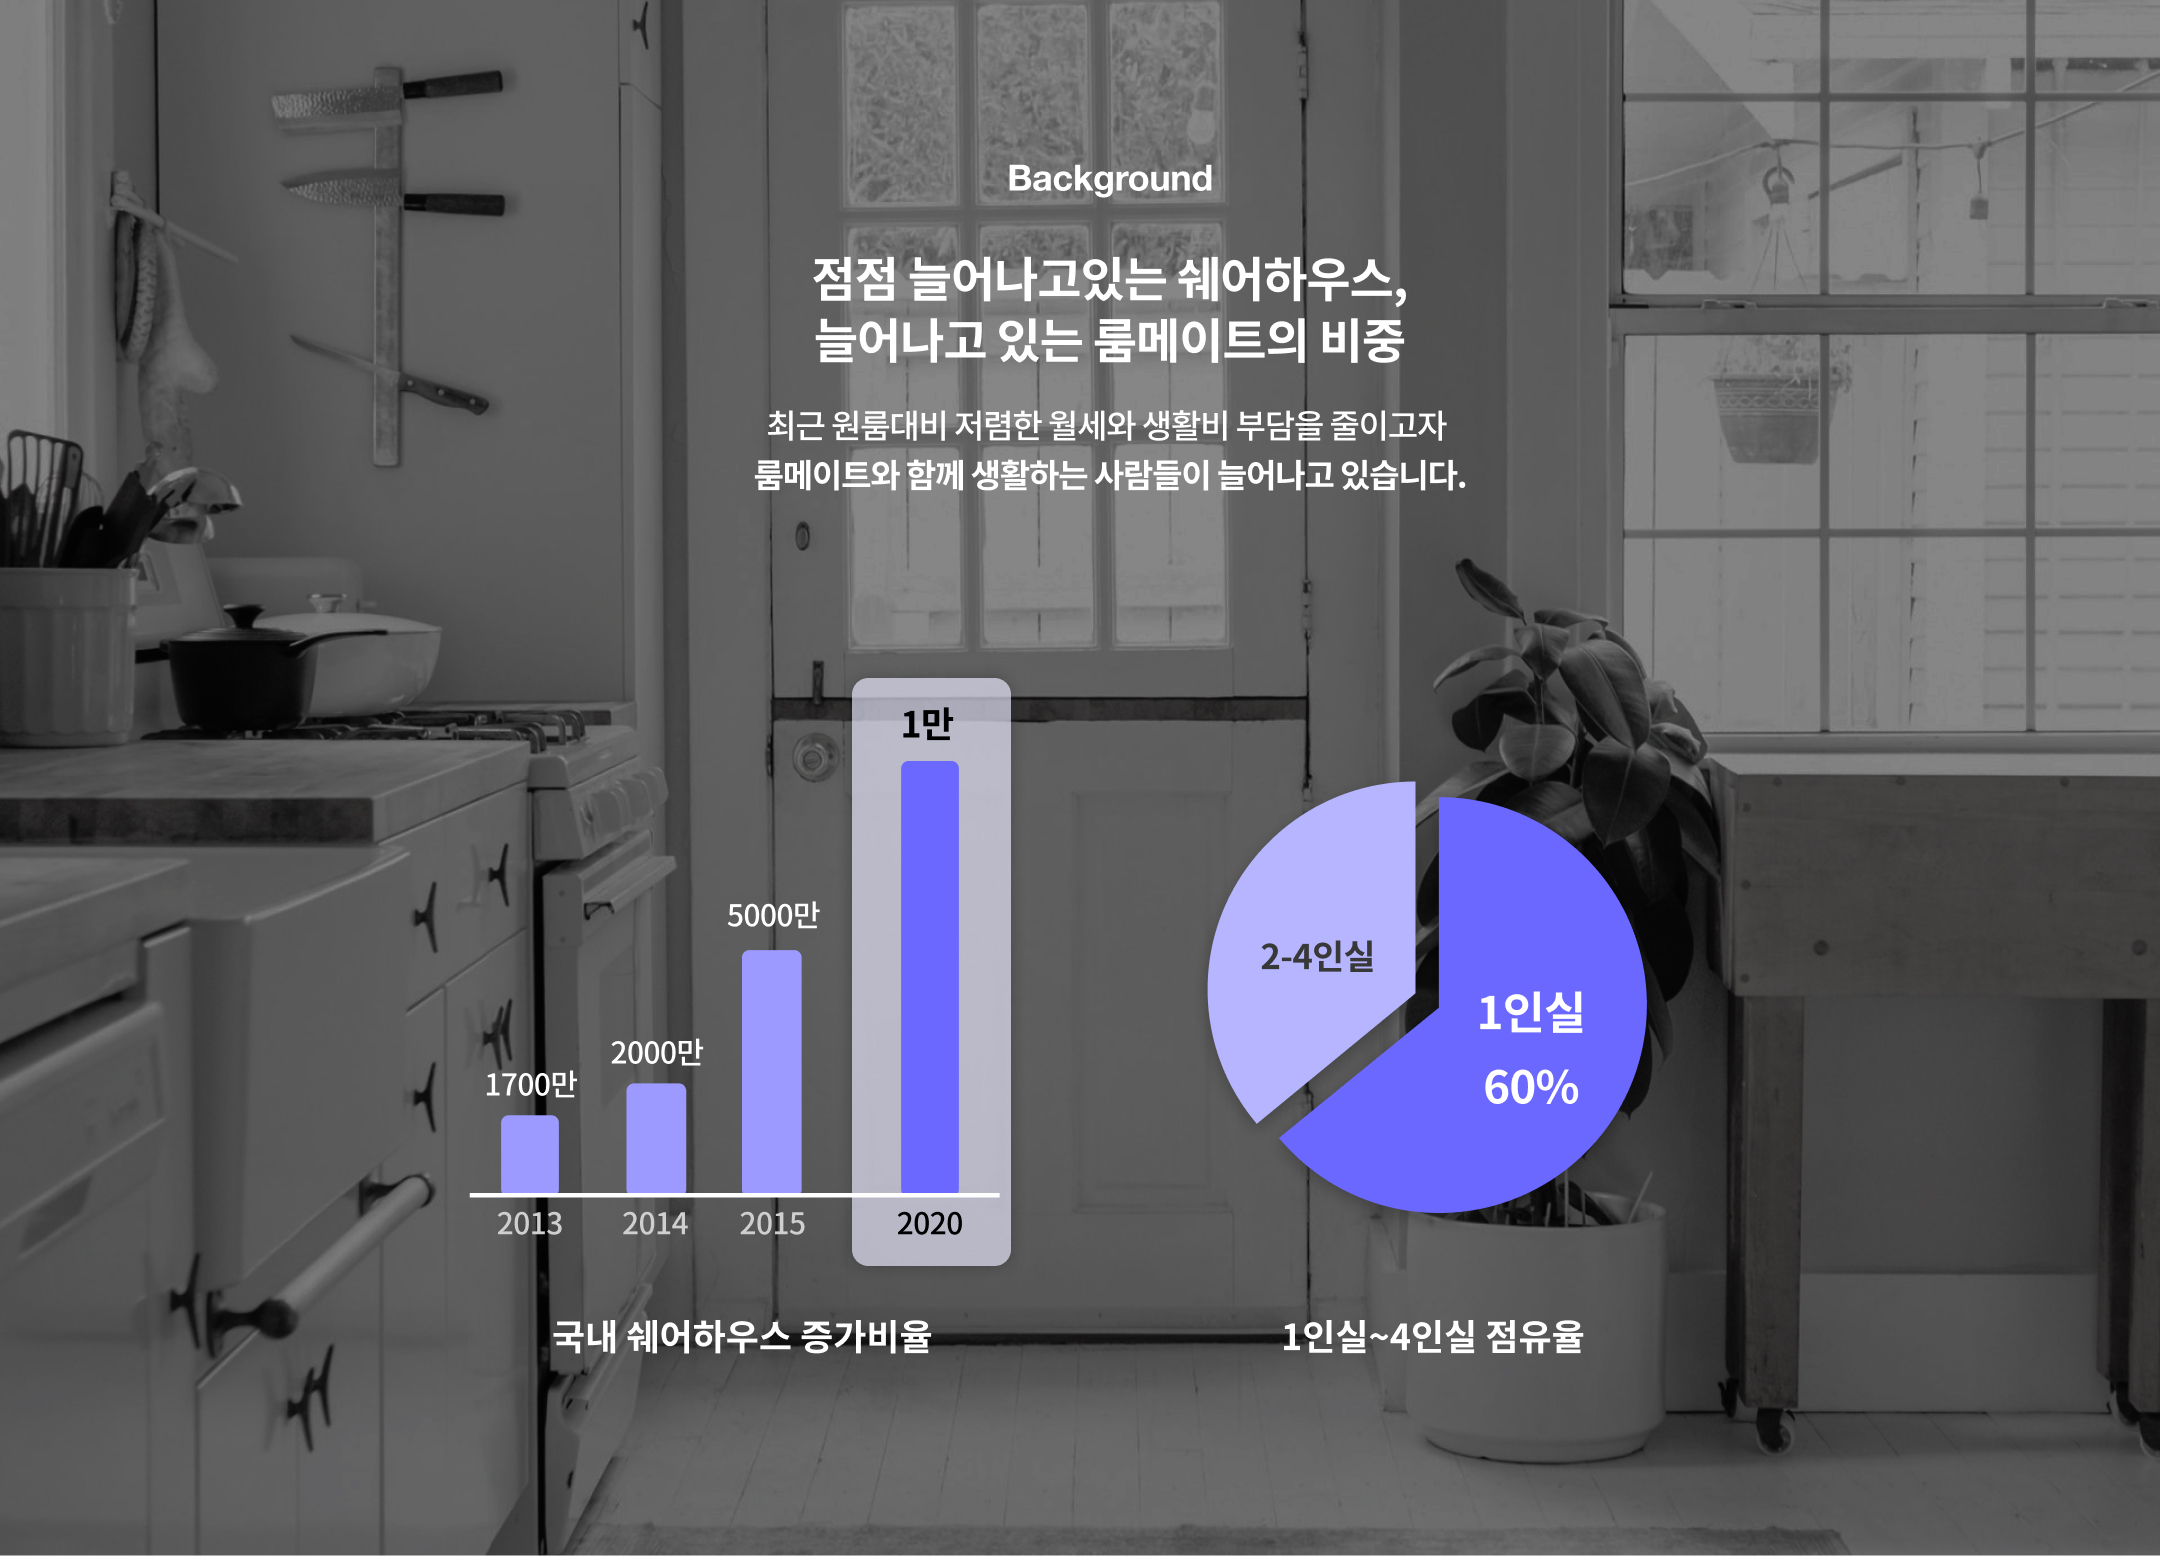 Background
점점 늘어나고있는 쉐어하우스,
늘어나고 있는 룸메이트의 비중
최근 원룸대비 저렴한 월세와 생활비 부담을 줄이고자
룸메이트와 함께 생활하는 사람들이 늘어나고 있습니다.
1700만
2000만
5000만
1만
2013
2014
2015
2020
국내 쉐어하우스 증가비율
2-4인실
1인실
60%
1인실~4인실 점유율